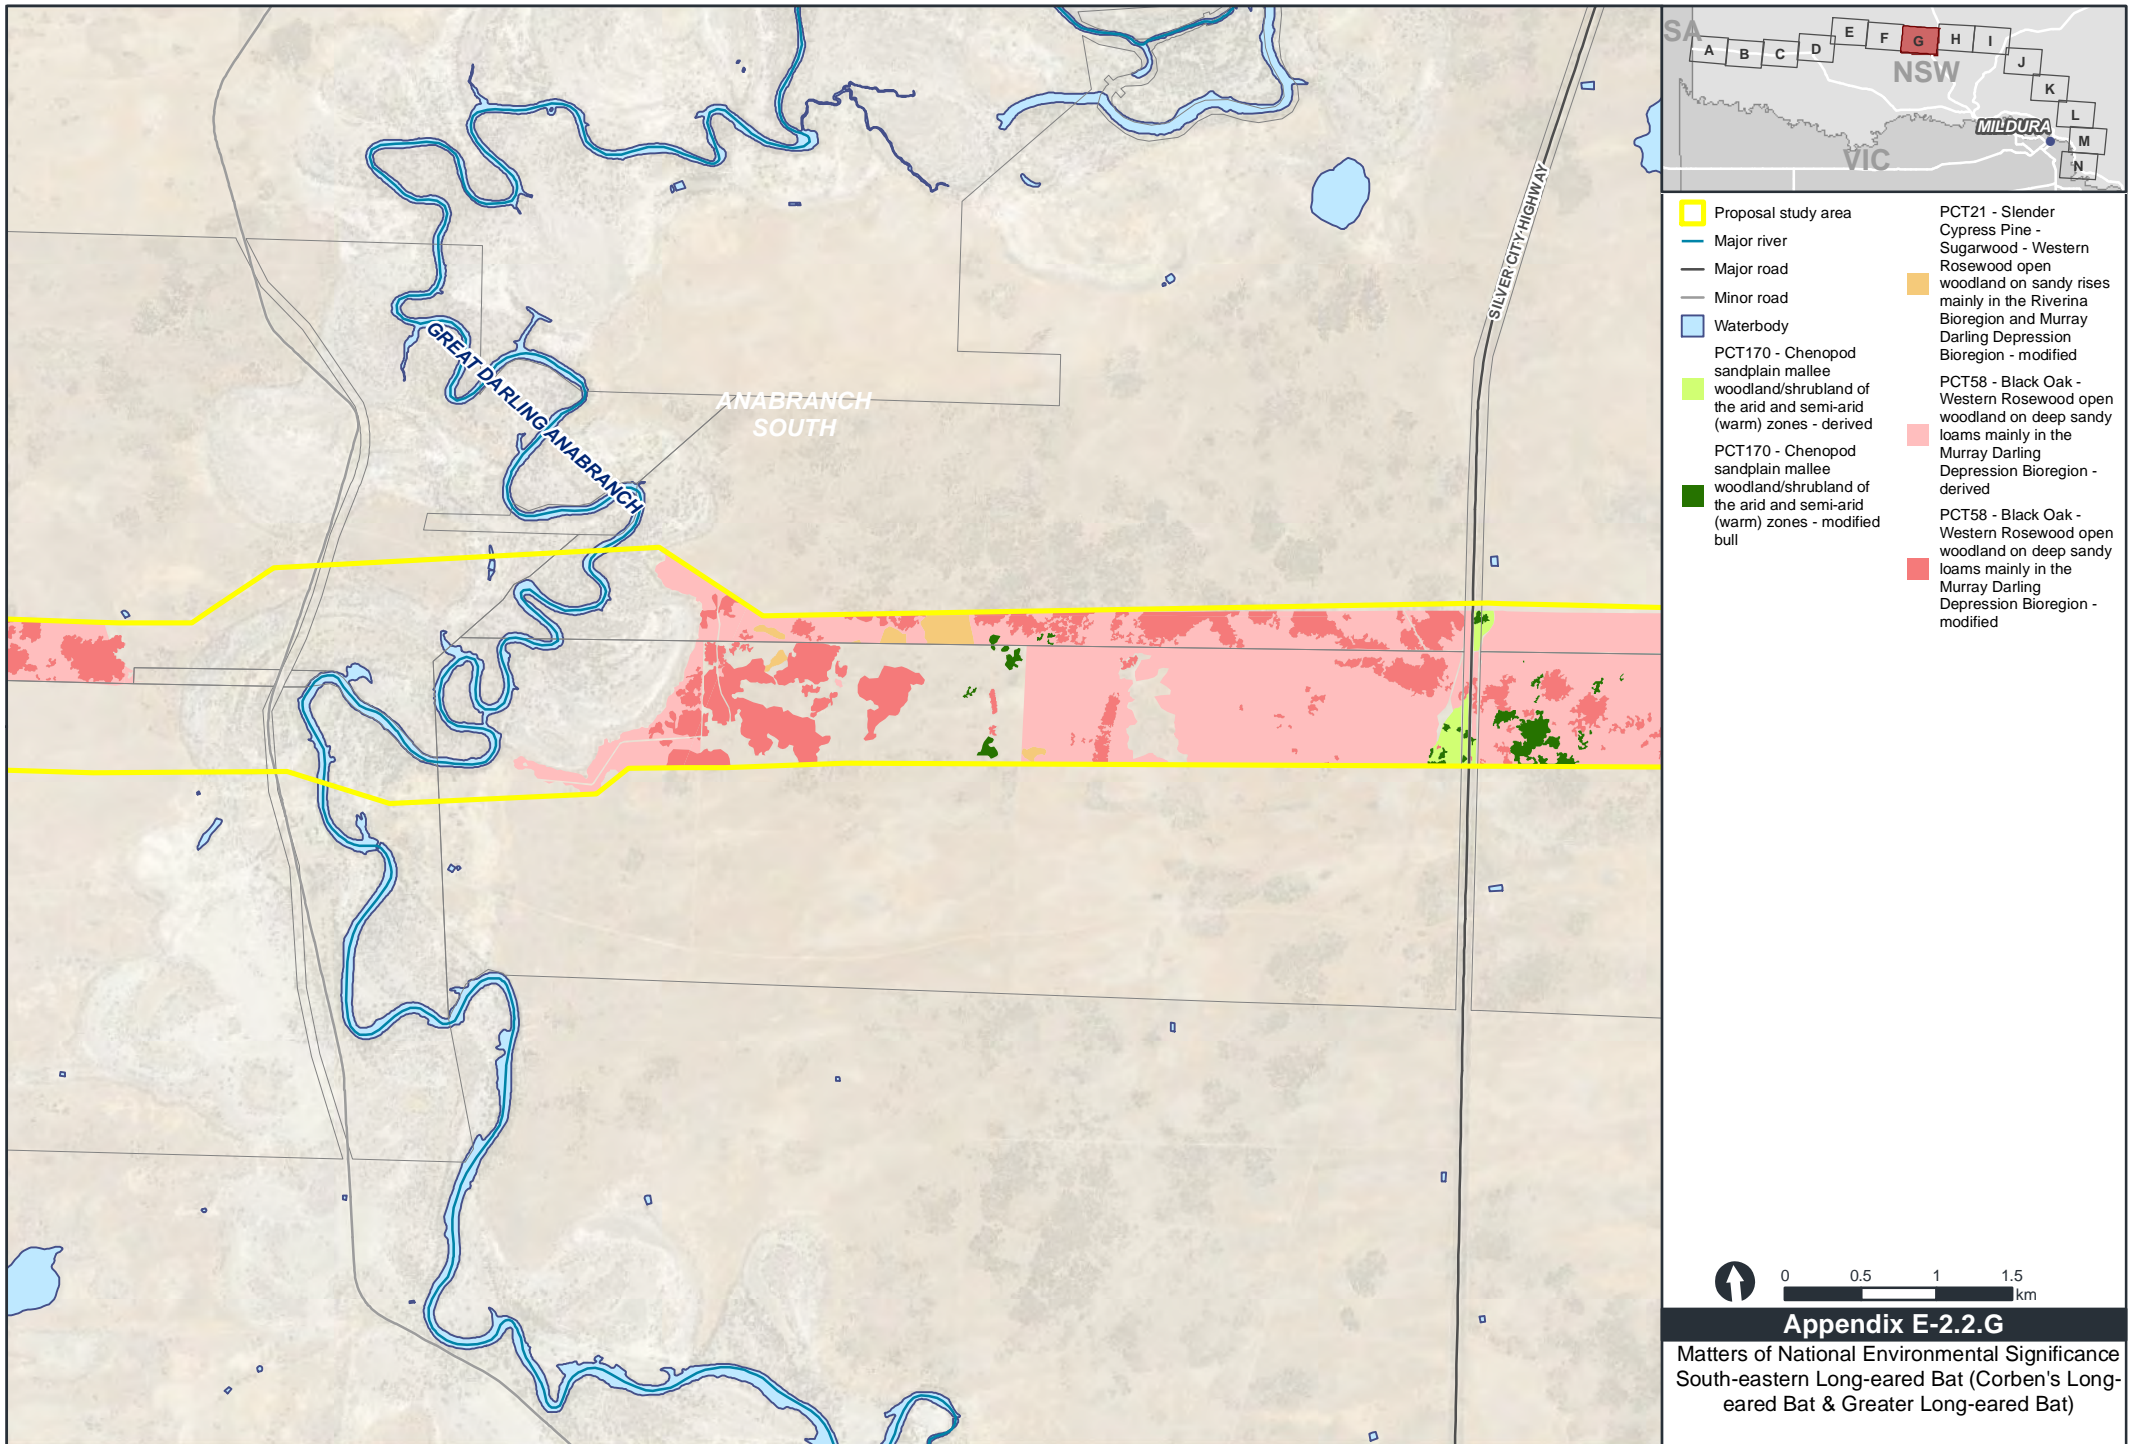 SA
A
B
C
D
E
F
G
H
I
J
K
L
M
N
NSW
MILDURA
VIC
SILVER CITY HIGHWAY
GREAT DARLING ANABRANCH
ANABRANCH
SOUTH
Proposal study area
Major river
Major road
Minor road
Waterbody
PCT170 - Chenopod
sandplain mallee
woodland/shrubland of
the arid and semi-arid
(warm) zones - derived
PCT170 - Chenopod
sandplain mallee
woodland/shrubland of
the arid and semi-arid
(warm) zones - modified
bull
PCT21 - Slender
Cypress Pine -
Sugarwood - Western
Rosewood open
woodland on sandy rises
mainly in the Riverina
Bioregion and Murray
Darling Depression
Bioregion - modified
PCT58 - Black Oak -
Western Rosewood open
woodland on deep sandy
loams mainly in the
Murray Darling
Depression Bioregion -
derived
PCT58 - Black Oak -
Western Rosewood open
woodland on deep sandy
loams mainly in the
Murray Darling
Depression Bioregion -
modified
0 0.5 1 1.5
km
Appendix E-2.2.G
Matters of National Environmental Significance
South-eastern Long-eared Bat (Corben's Long-
eared Bat & Greater Long-eared Bat)